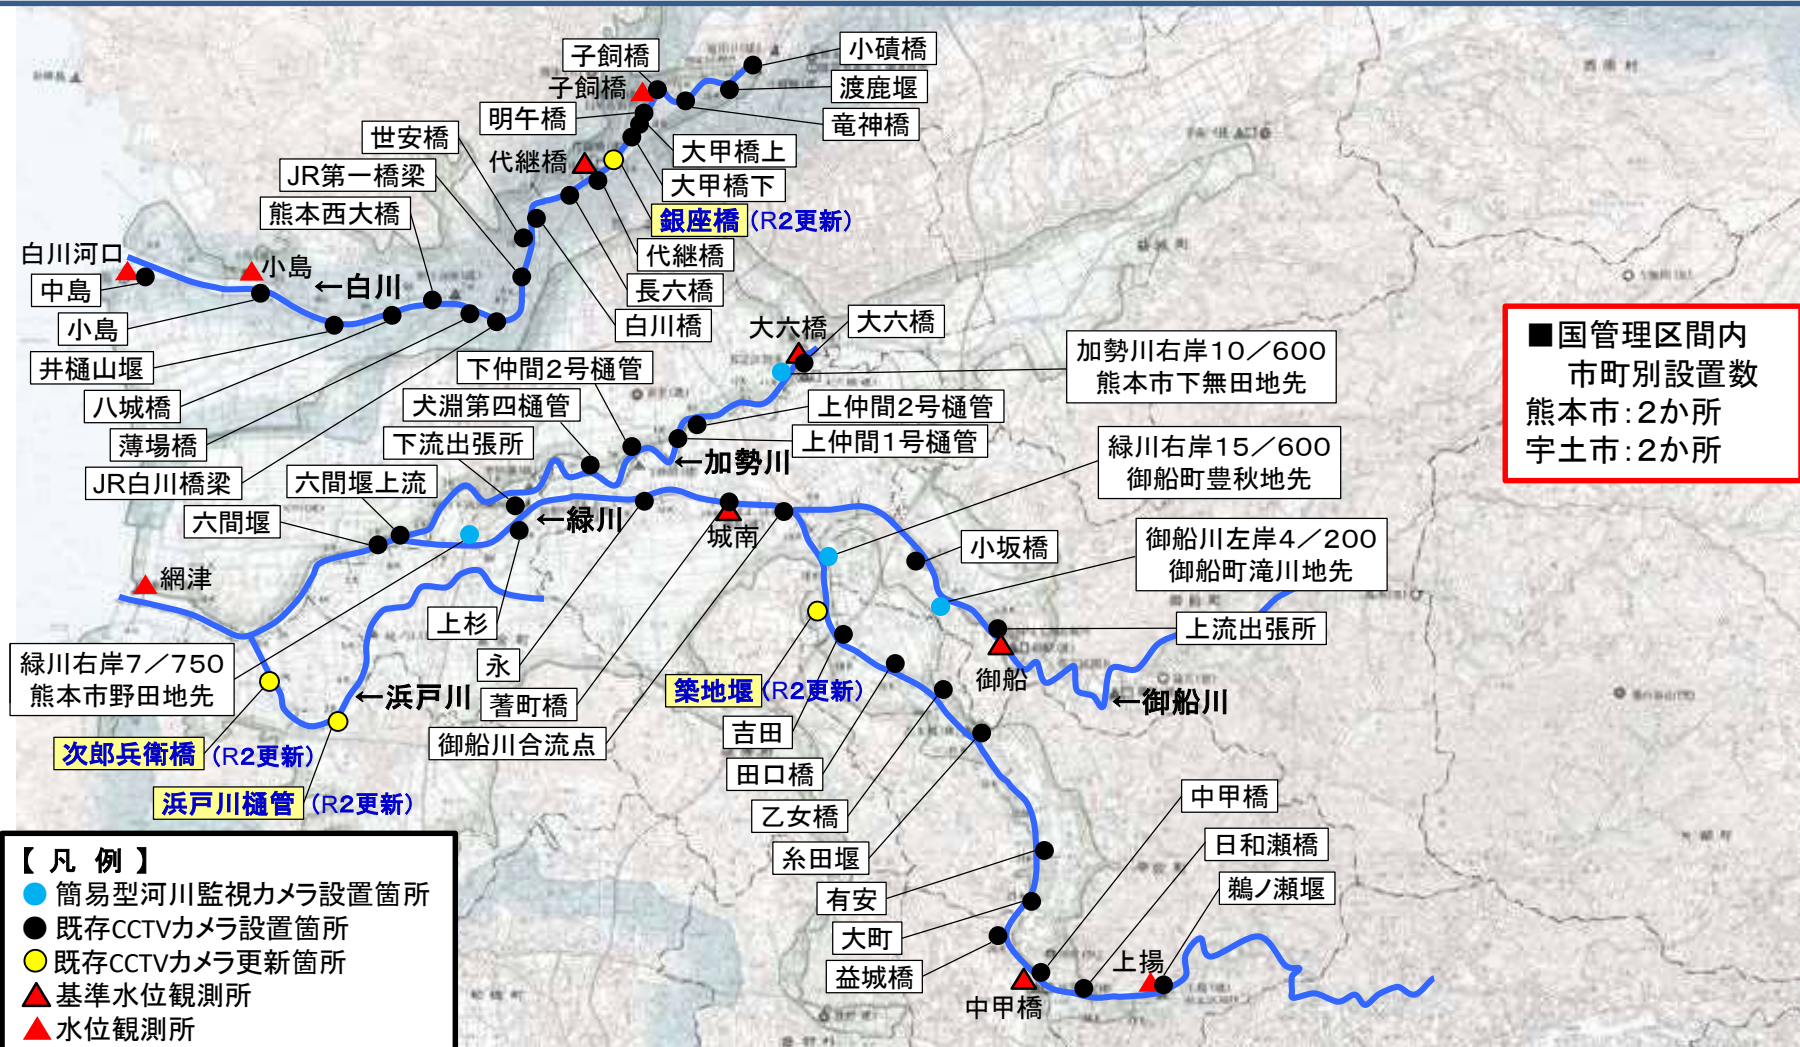 小磧橋
子飼橋
渡鹿堰
子飼橋
竜神橋
明午橋
世安橋
大甲橋上
代継橋
JR第一橋梁
大甲橋下
熊本西大橋
銀座橋 (R2更新)
白川河口
小島
代継橋
←白川
中島
長六橋
小島
白川橋
大六橋
大六橋
井樋山堰
加勢川右岸10／600
熊本市下無田地先
■国管理区間内
市町別設置数
熊本市：2か所
宇土市：2か所
下仲間2号樋管
八城橋
犬淵第四樋管
上仲間2号樋管
薄場橋
下流出張所
上仲間1号樋管
緑川右岸15／600
御船町豊秋地先
←加勢川
JR白川橋梁
六間堰上流
六間堰
←緑川
城南
小坂橋
御船川左岸4／200
御船町滝川地先
網津
上杉
上流出張所
緑川右岸7／750
熊本市野田地先
永
御船
←浜戸川
築地堰 (R2更新)
←御船川
蓍町橋
吉田
次郎兵衛橋 (R2更新)
御船川合流点
田口橋
浜戸川樋管 (R2更新)
乙女橋
中甲橋
糸田堰
日和瀬橋
有安
鵜ノ瀬堰
大町
益城橋
上揚
中甲橋
【 凡 例 】
簡易型河川監視カメラ設置箇所
既存CCTVカメラ設置箇所
既存CCTVカメラ更新箇所
基準水位観測所
水位観測所